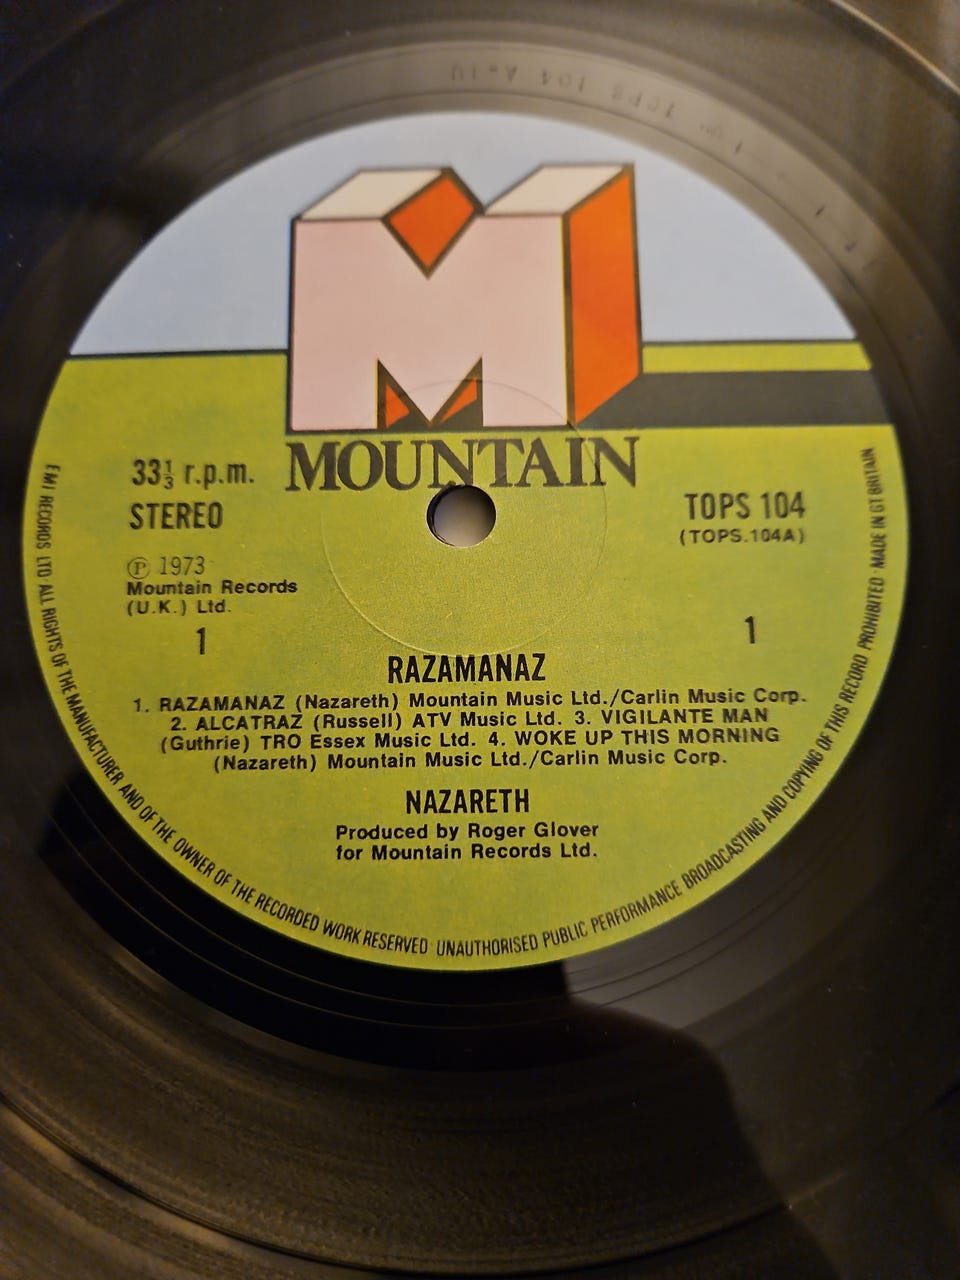 TOPS 104 A-1U
M
MOUNTAIN
33⅓ r.p.m.
STEREO
Ⓟ 1973
Mountain Records
(U.K.) Ltd.
1
TOPS 104
(TOPS.104A)
1
RAZAMANAZ
1. RAZAMANAZ (Nazareth) Mountain Music Ltd./Carlin Music Corp.
2. ALCATRAZ (Russell) ATV Music Ltd. 3. VIGILANTE MAN
(Guthrie) TRO Essex Music Ltd. 4. WOKE UP THIS MORNING
(Nazareth) Mountain Music Ltd./Carlin Music Corp.
NAZARETH
Produced by Roger Glover
for Mountain Records Ltd.
EMI RECORDS LTD· ALL RIGHTS OF THE MANUFACTURER AND OF THE OWNER OF THE RECORDED WORK RESERVED· UNAUTHORISED PUBLIC PERFORMANCE BROADCASTING AND COPYING OF THIS RECORD PROHIBITED· MADE IN GT BRITAIN